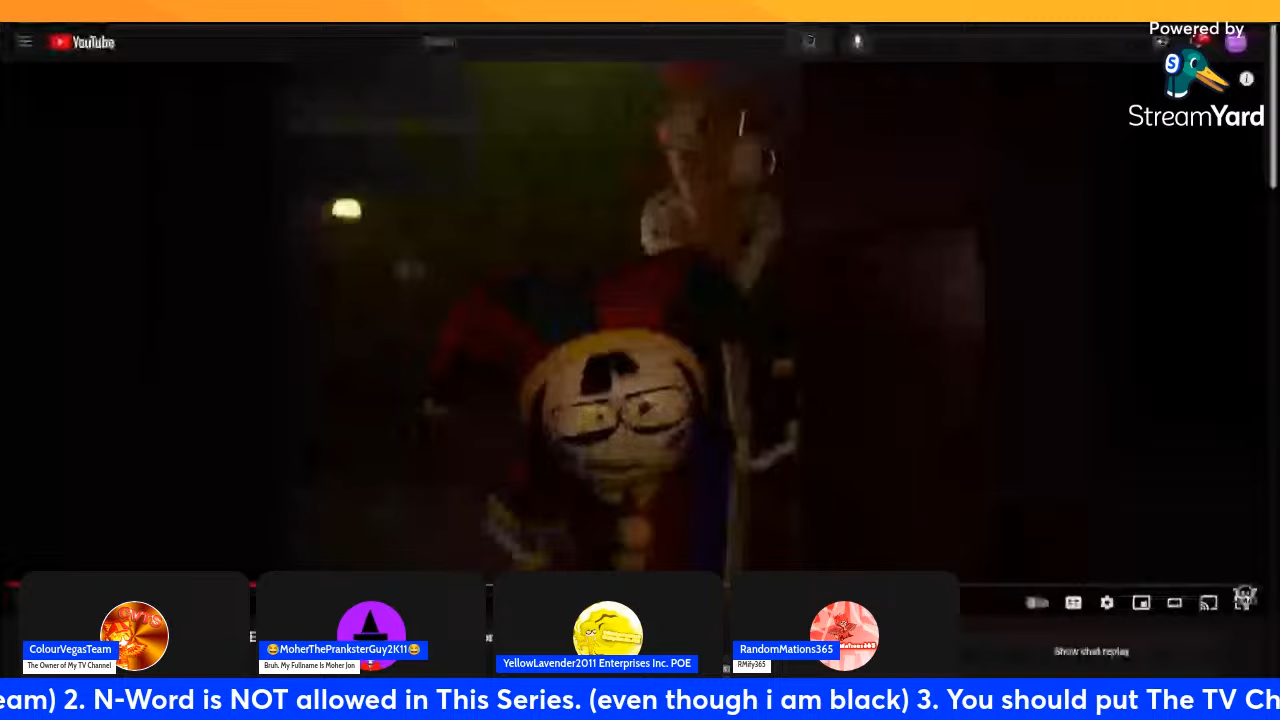 Powered by
YouTube
StreamYard
ColourVegasTeam
The Owner of My TV Channel
😂MoherThePranksterGuy2K11😂
Bruh. My Fullname Is Moher Jon
YellowLavender2011 Enterprises Inc. POE
RandomMations365
RMify365
Show chat replay
eam) 2. N-Word is NOT allowed in This Series. (even though i am black) 3. You should put The TV Ch